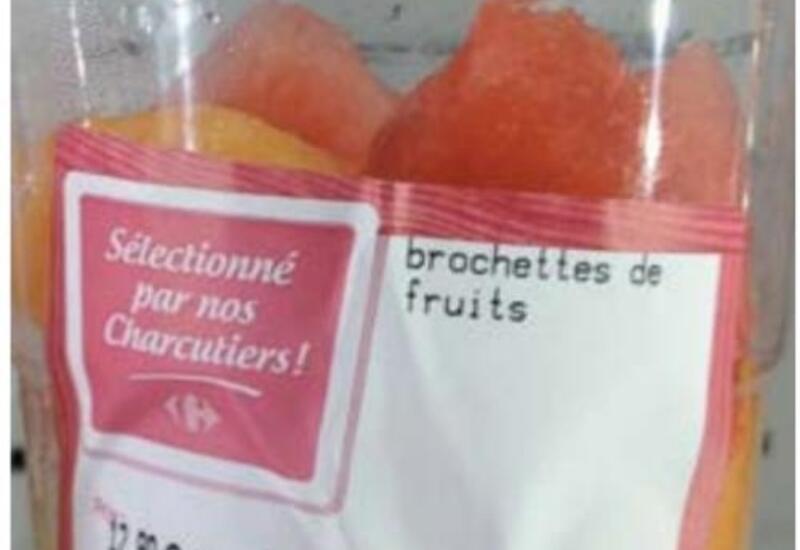 Sélectionné
par nos
Charcutiers!
brochettes de
fruits